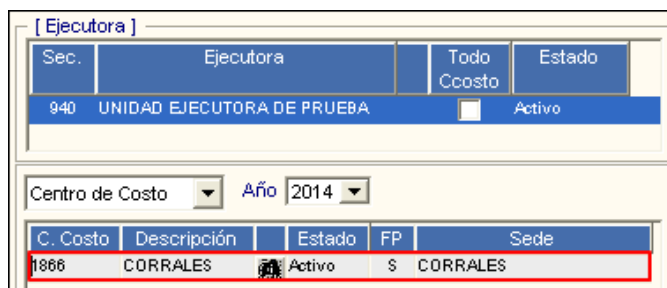 [ Ejecutora ]
Sec. Ejecutora Todo Ccosto Estado
940 UNIDAD EJECUTORA DE PRUEBA Activo
Centro de Costo Año 2014
C. Costo Descripción Estado FP Sede
1866 CORRALES Activo S CORRALES